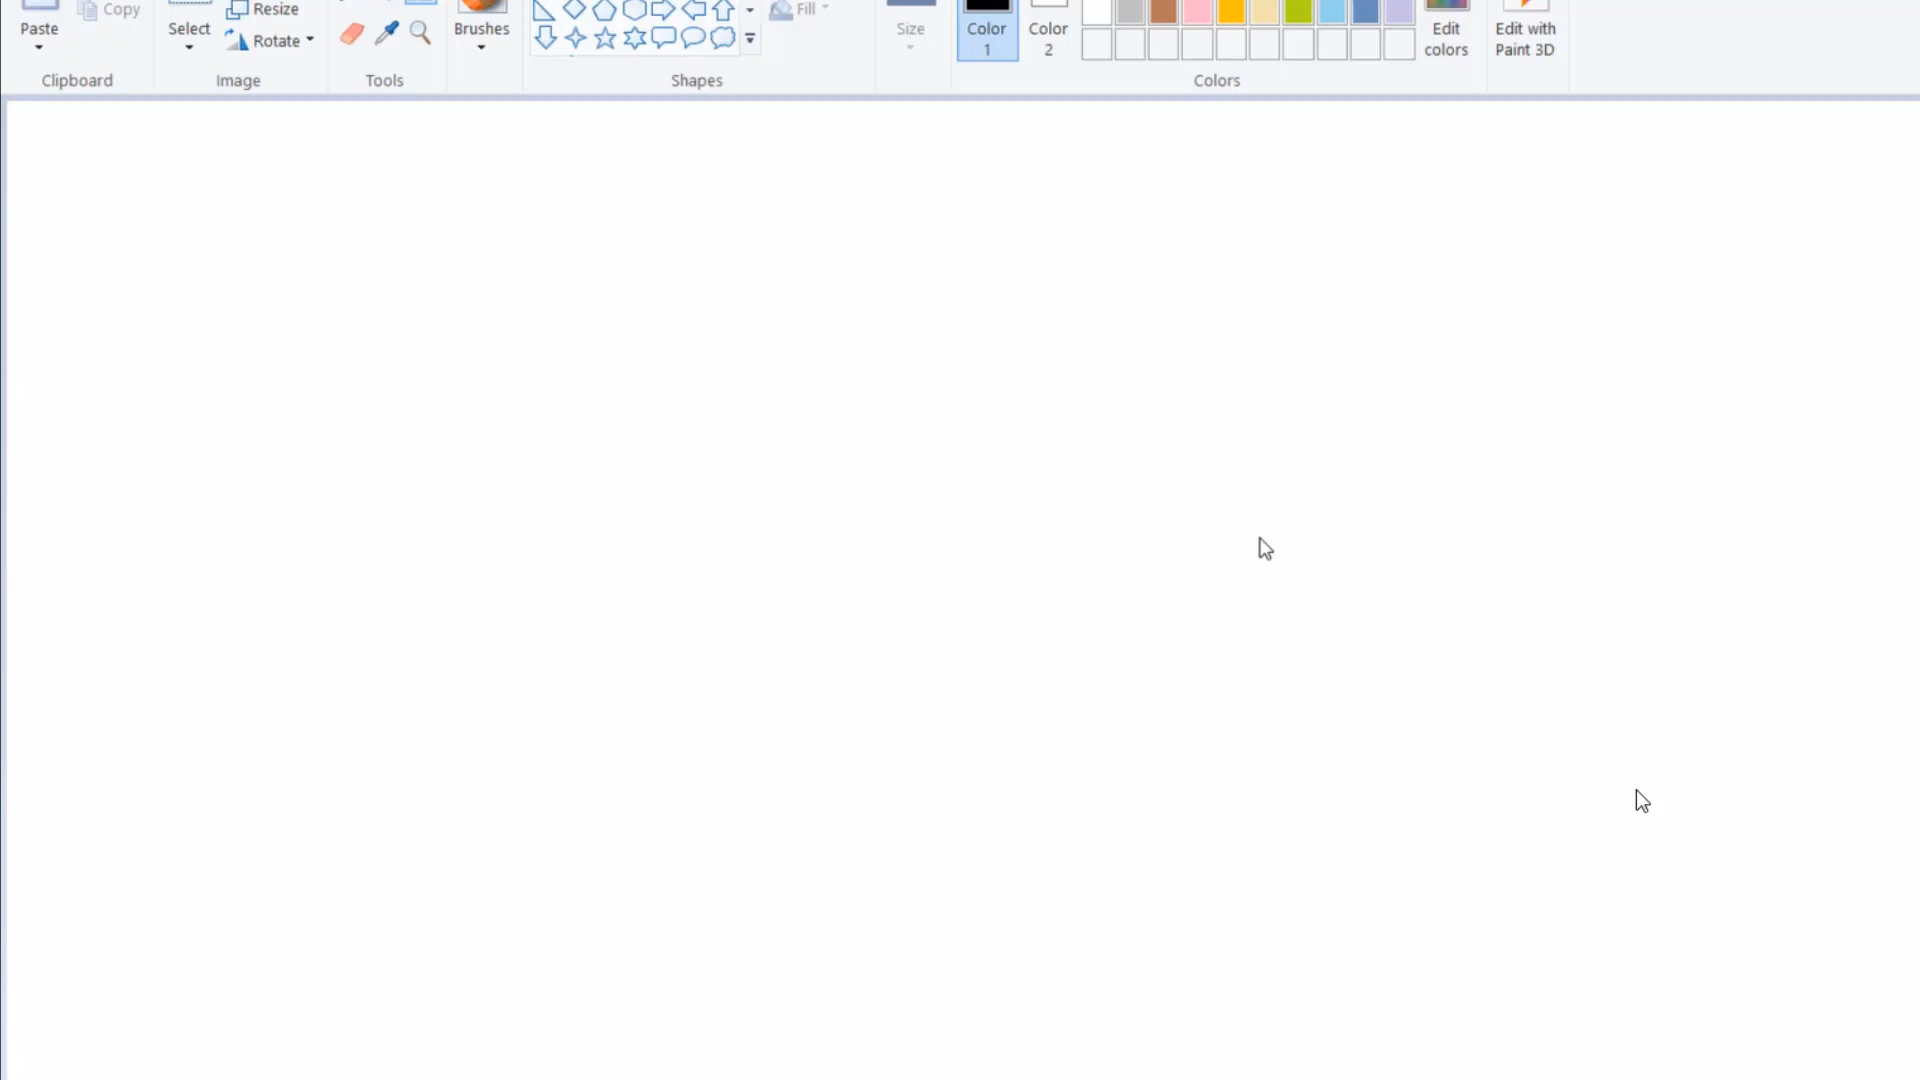 Paste
Copy
Select
Resize
Rotate
Brushes
Fill
Size
Color
1
Color
2
Edit
colors
Edit with
Paint 3D
Clipboard
Image
Tools
Shapes
Colors